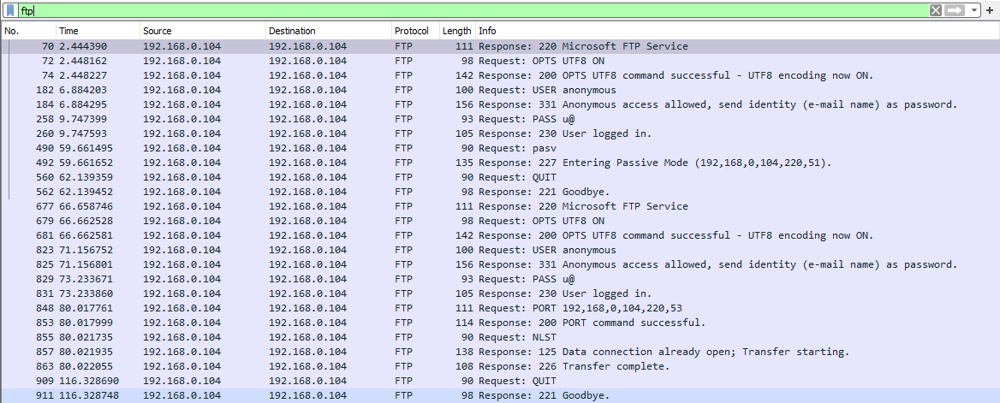 ftp
No. Time Source Destination Protocol Length Info
70 2.444390 192.168.0.104 192.168.0.104 FTP 111 Response: 220 Microsoft FTP Service
72 2.448162 192.168.0.104 192.168.0.104 FTP 98 Request: OPTS UTF8 ON
74 2.448227 192.168.0.104 192.168.0.104 FTP 142 Response: 200 OPTS UTF8 command successful - UTF8 encoding now ON.
182 6.884203 192.168.0.104 192.168.0.104 FTP 100 Request: USER anonymous
184 6.884295 192.168.0.104 192.168.0.104 FTP 156 Response: 331 Anonymous access allowed, send identity (e-mail name) as password.
258 9.747399 192.168.0.104 192.168.0.104 FTP 93 Request: PASS u@
260 9.747593 192.168.0.104 192.168.0.104 FTP 105 Response: 230 User logged in.
490 59.661495 192.168.0.104 192.168.0.104 FTP 90 Request: pasv
492 59.661652 192.168.0.104 192.168.0.104 FTP 135 Response: 227 Entering Passive Mode (192,168,0,104,220,51).
560 62.139359 192.168.0.104 192.168.0.104 FTP 90 Request: QUIT
562 62.139452 192.168.0.104 192.168.0.104 FTP 98 Response: 221 Goodbye.
677 66.658746 192.168.0.104 192.168.0.104 FTP 111 Response: 220 Microsoft FTP Service
679 66.662528 192.168.0.104 192.168.0.104 FTP 98 Request: OPTS UTF8 ON
681 66.662581 192.168.0.104 192.168.0.104 FTP 142 Response: 200 OPTS UTF8 command successful - UTF8 encoding now ON.
823 71.156752 192.168.0.104 192.168.0.104 FTP 100 Request: USER anonymous
825 71.156801 192.168.0.104 192.168.0.104 FTP 156 Response: 331 Anonymous access allowed, send identity (e-mail name) as password.
829 73.233671 192.168.0.104 192.168.0.104 FTP 93 Request: PASS u@
831 73.233860 192.168.0.104 192.168.0.104 FTP 105 Response: 230 User logged in.
848 80.017761 192.168.0.104 192.168.0.104 FTP 111 Request: PORT 192,168,0,104,220,53
853 80.017999 192.168.0.104 192.168.0.104 FTP 114 Response: 200 PORT command successful.
855 80.021735 192.168.0.104 192.168.0.104 FTP 90 Request: NLST
857 80.021935 192.168.0.104 192.168.0.104 FTP 138 Response: 125 Data connection already open; Transfer starting.
863 80.022055 192.168.0.104 192.168.0.104 FTP 108 Response: 226 Transfer complete.
909 116.328690 192.168.0.104 192.168.0.104 FTP 90 Request: QUIT
911 116.328748 192.168.0.104 192.168.0.104 FTP 98 Response: 221 Goodbye.